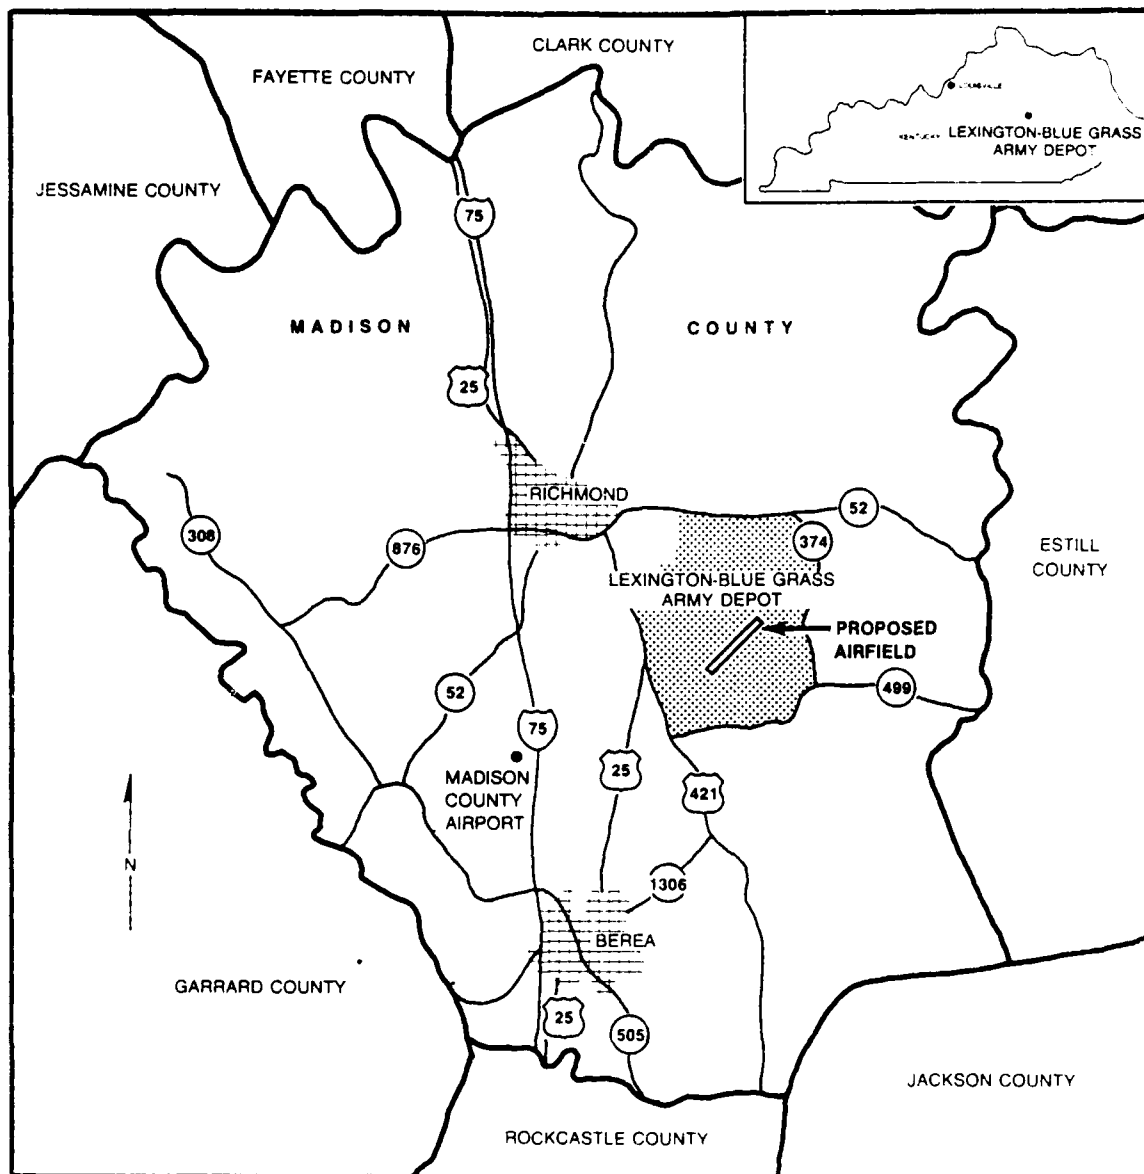 CLARK COUNTY
FAYETTE COUNTY
LOUISVILLE
KENTUCKY
LEXINGTON-BLUE GRASS
ARMY DEPOT
JESSAMINE COUNTY
75
MADISON
COUNTY
25
RICHMOND
52
308
876
374
ESTILL
COUNTY
LEXINGTON-BLUE GRASS
ARMY DEPOT
PROPOSED
AIRFIELD
52
499
75
MADISON
COUNTY
AIRPORT
25
421
N
1306
BEREA
GARRARD COUNTY
25
505
JACKSON COUNTY
ROCKCASTLE COUNTY